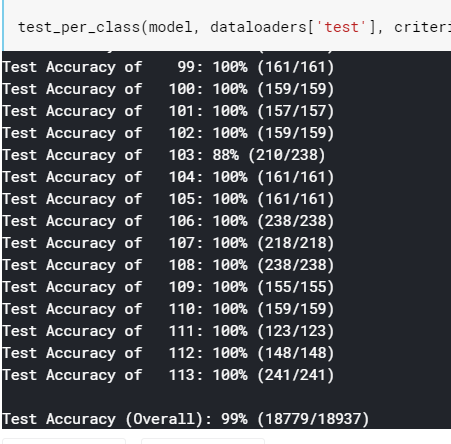 test_per_class(model, dataloaders['test'], criteri
Test Accuracy of    99: 100% (161/161)
Test Accuracy of   100: 100% (159/159)
Test Accuracy of   101: 100% (157/157)
Test Accuracy of   102: 100% (159/159)
Test Accuracy of   103: 88% (210/238)
Test Accuracy of   104: 100% (161/161)
Test Accuracy of   105: 100% (161/161)
Test Accuracy of   106: 100% (238/238)
Test Accuracy of   107: 100% (218/218)
Test Accuracy of   108: 100% (238/238)
Test Accuracy of   109: 100% (155/155)
Test Accuracy of   110: 100% (159/159)
Test Accuracy of   111: 100% (123/123)
Test Accuracy of   112: 100% (148/148)
Test Accuracy of   113: 100% (241/241)
Test Accuracy (Overall): 99% (18779/18937)